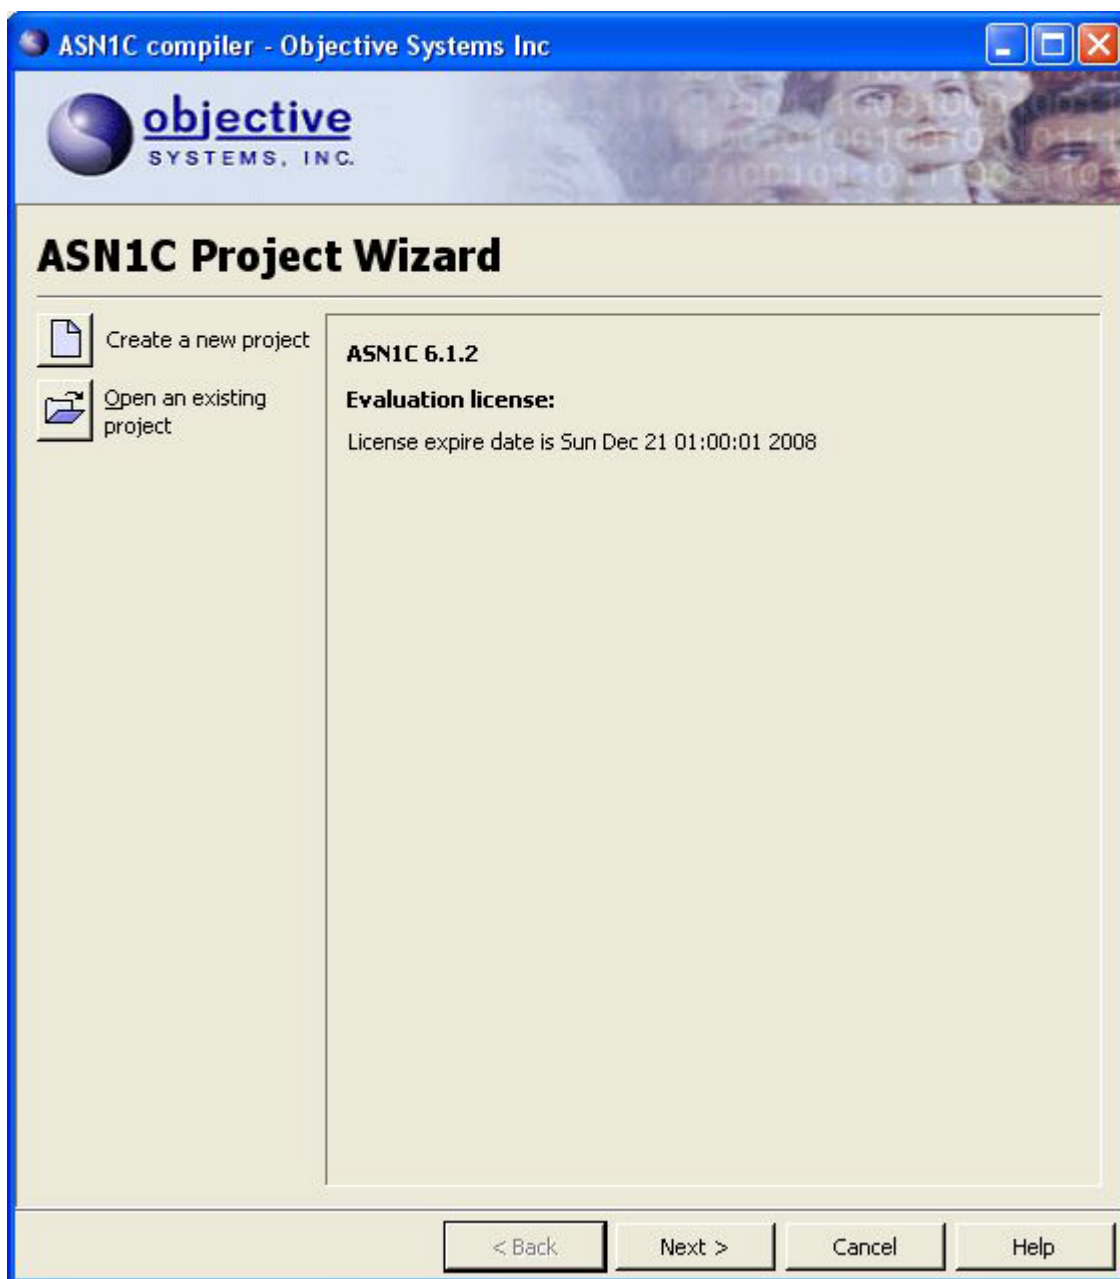 ASN1C compiler - Objective Systems Inc
objective
SYSTEMS, INC.
ASN1C Project Wizard
Create a new project
Open an existing
project
ASN1C 6.1.2
Evaluation license:
License expire date is Sun Dec 21 01:00:01 2008
< Back
Next >
Cancel
Help